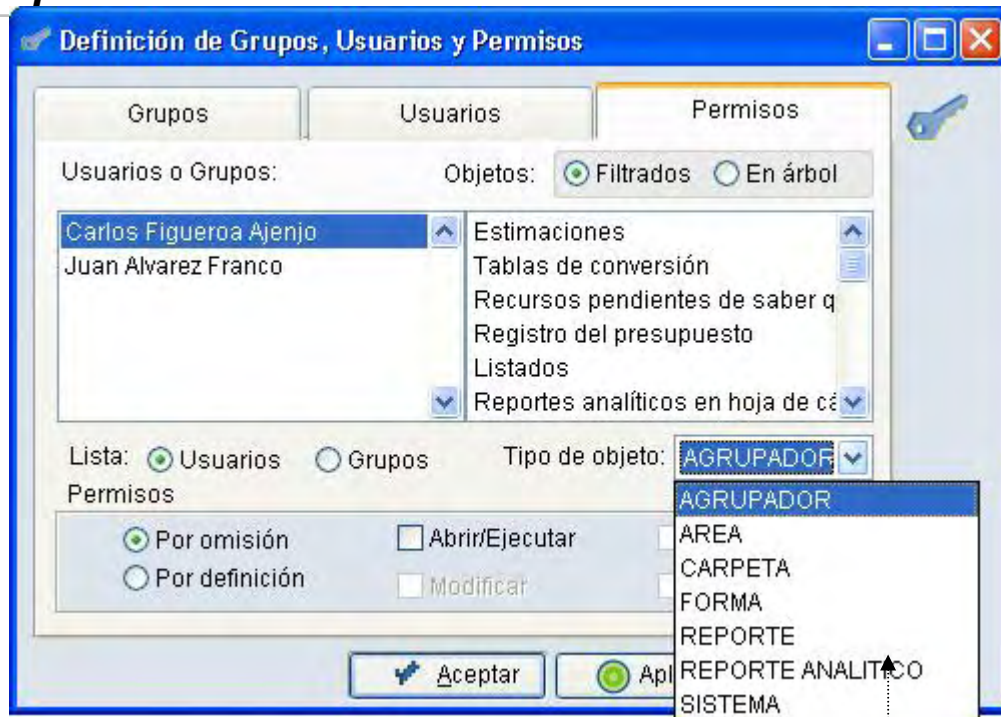 Definición de Grupos, Usuarios y Permisos
Grupos Usuarios Permisos
Usuarios o Grupos: Objetos: Filtrados En árbol
Carlos Figueroa Ajenjo
Juan Alvarez Franco
Estimaciones
Tablas de conversión
Recursos pendientes de saber q
Registro del presupuesto
Listados
Reportes analíticos en hoja de cá
Lista: Usuarios Grupos Tipo de objeto: AGRUPADOR
Permisos
Por omisión Abrir/Ejecutar
Por definición Modificar
AGRUPADOR
AREA
CARPETA
FORMA
REPORTE
REPORTE ANALITICO
SISTEMA
Aceptar Apl